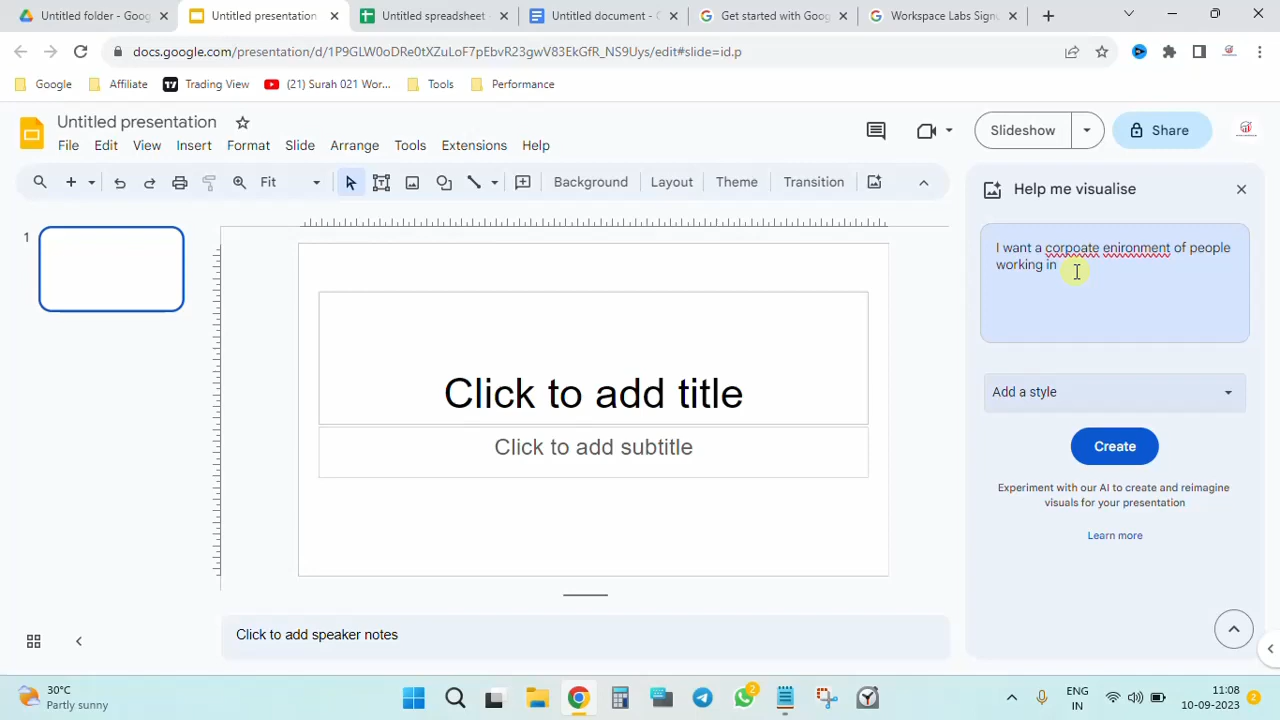 Untitled folder - Goog
Untitled presentation
Untitled spreadsheet -
Untitled document - G
Get started with Goog
Workspace Labs Signu
docs.google.com/presentation/d/1P9GLW0oDRe0tXZuLoF7pEbvR23gwV83EkGfR_NS9Uys/edit#slide=id.p
Google
Affiliate
Trading View
(21) Surah 021 Wor...
Tools
Performance
Untitled presentation
Slideshow
Share
File Edit View Insert Format Slide Arrange Tools Extensions Help
Fit
Background
Layout
Theme
Transition
Help me visualise
1
I want a corpoate enironment of people
working in
Click to add title
Click to add subtitle
Add a style
Create
Experiment with our AI to create and reimagine
visuals for your presentation
Learn more
Click to add speaker notes
30°C
Partly sunny
2
ENG
IN
11:08
10-09-2023
2